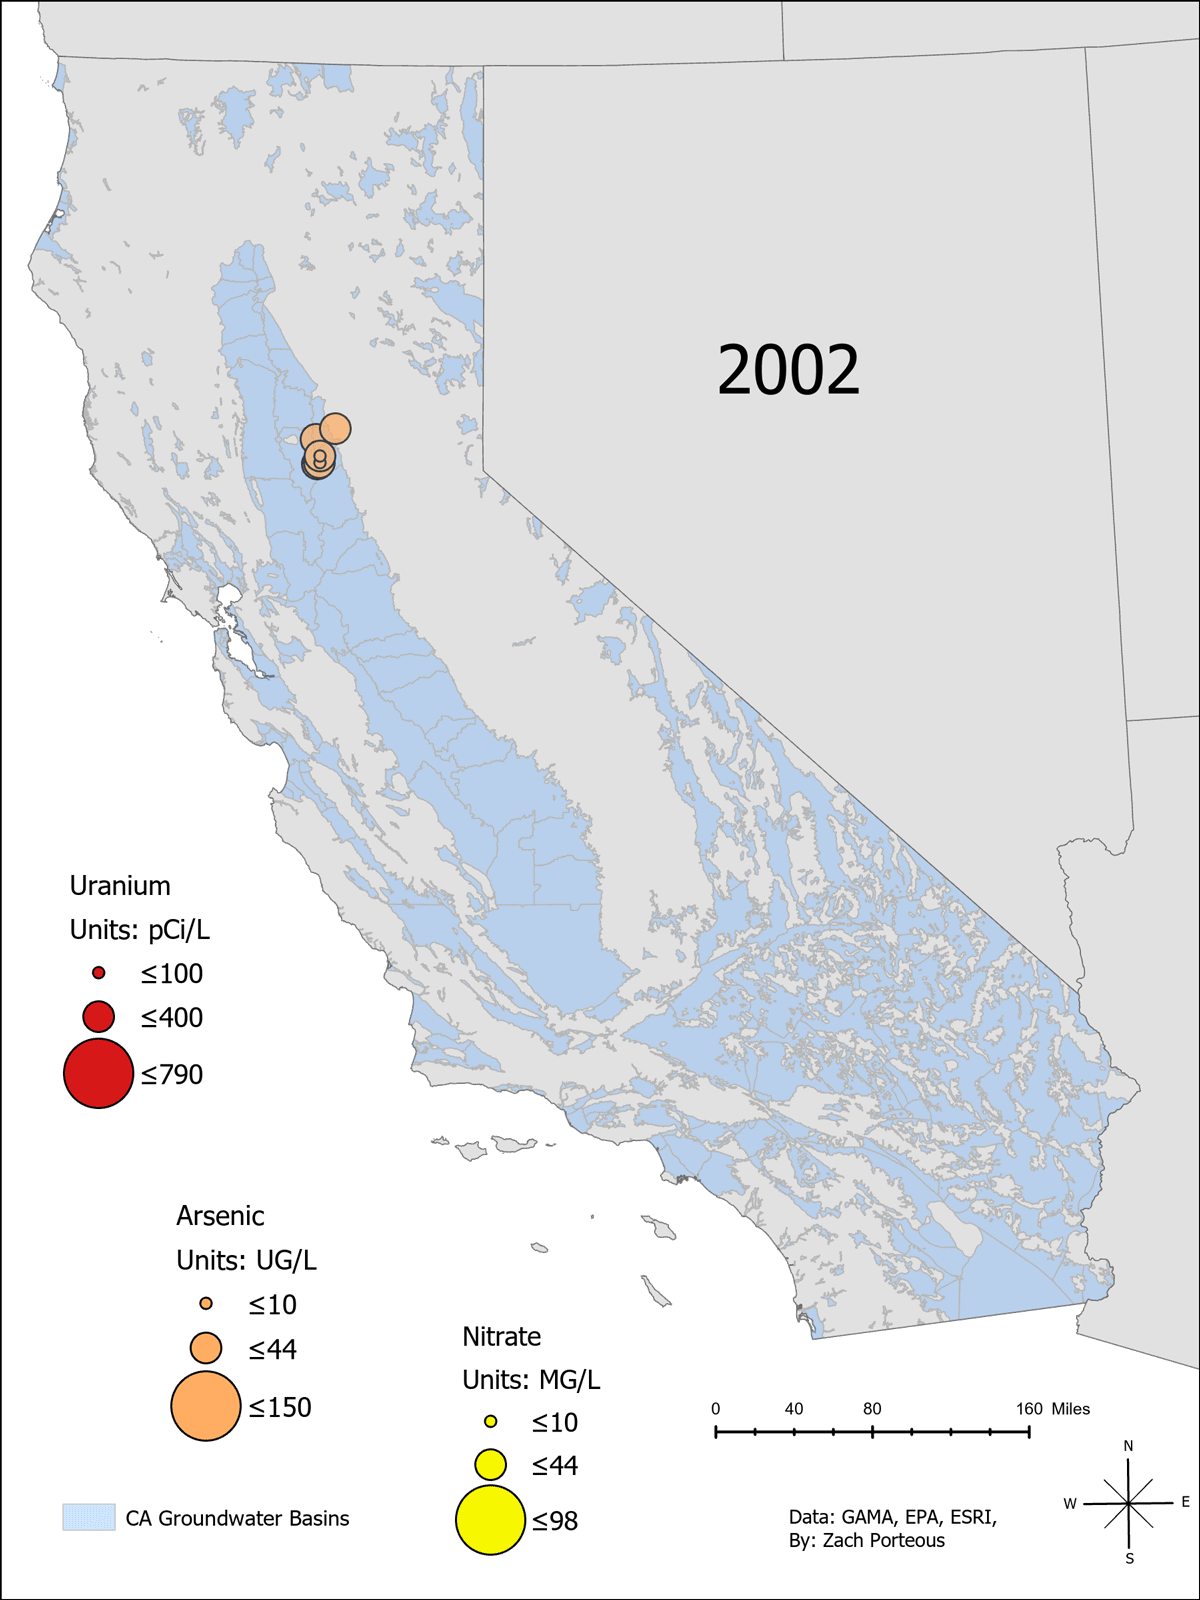 2002
Uranium
Units: pCi/L
≤100
≤400
≤790
Arsenic
Units: UG/L
≤10
≤44
≤150
Nitrate
Units: MG/L
≤10
≤44
≤98
CA Groundwater Basins
0 40 80 160 Miles
N
W E
S
Data: GAMA, EPA, ESRI,
By: Zach Porteous